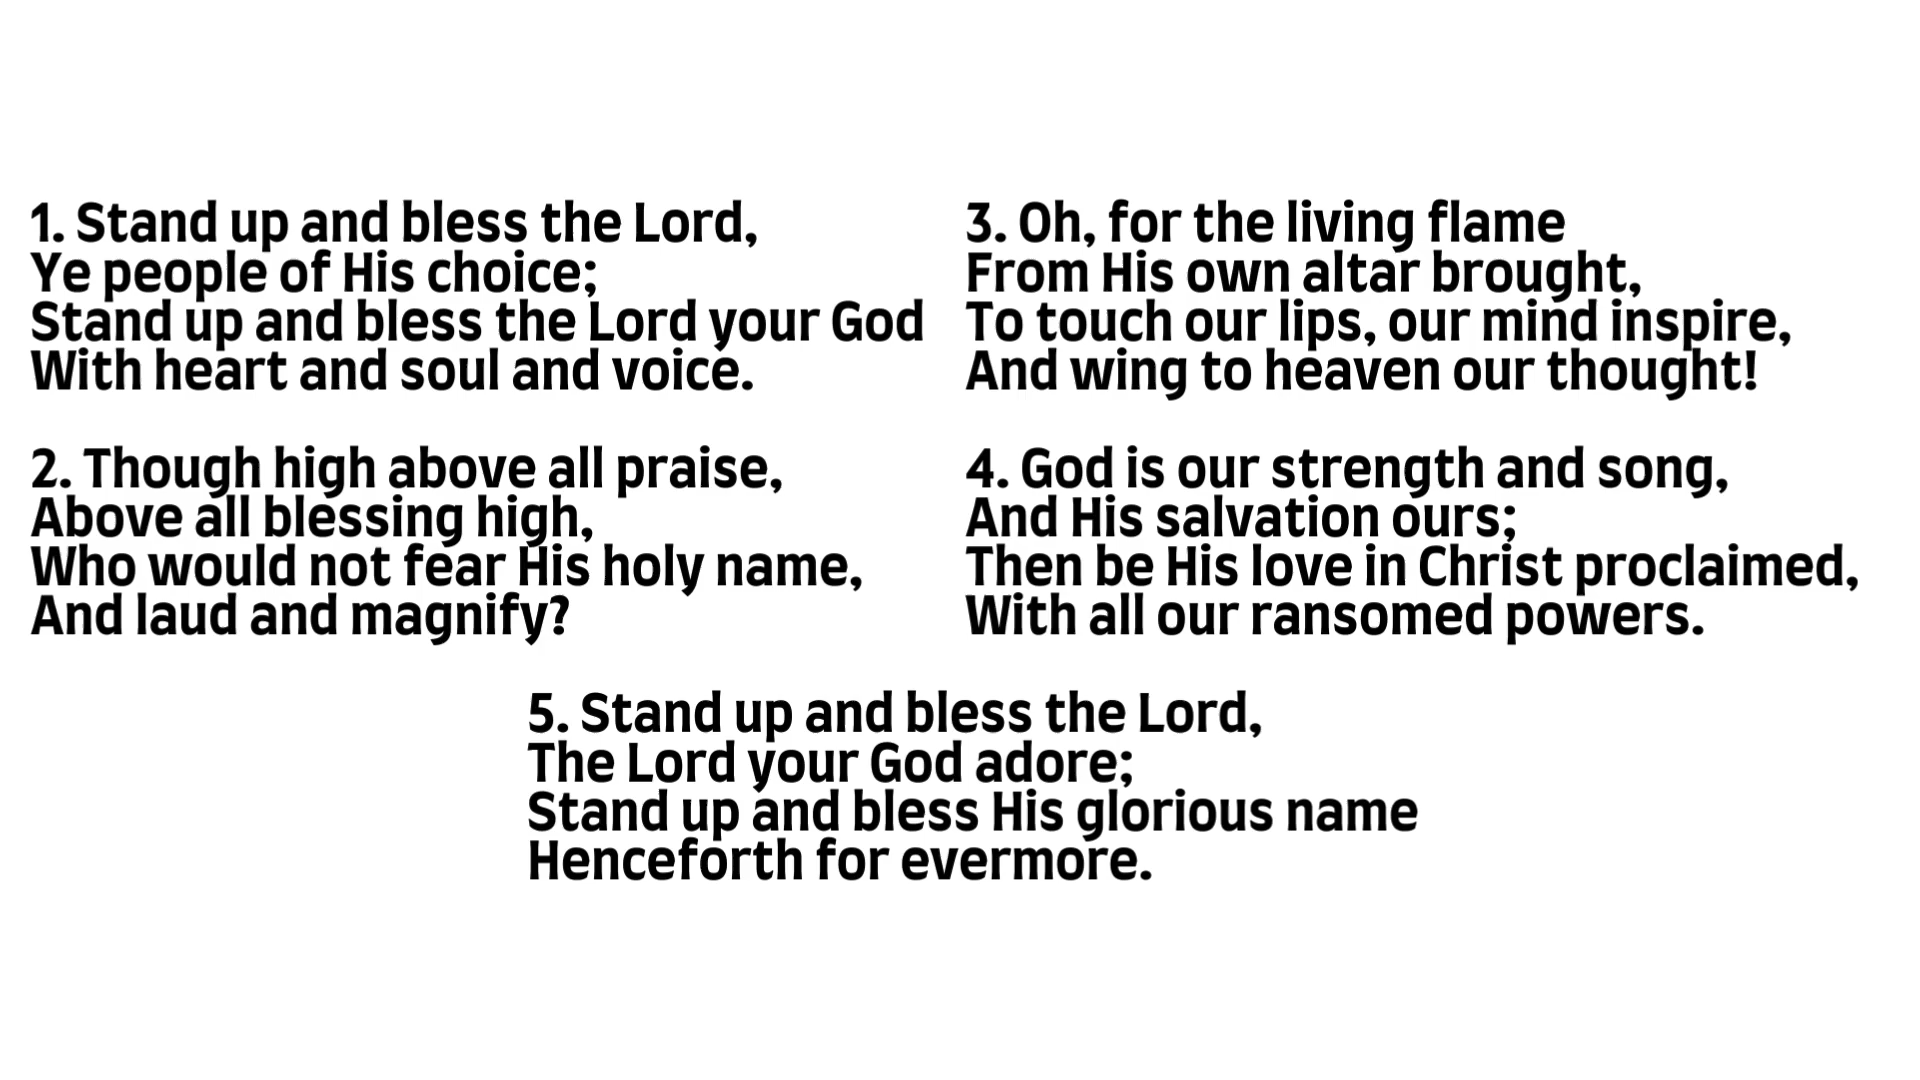 1. Stand up and bless the Lord,
Ye people of His choice;
Stand up and bless the Lord your God
With heart and soul and voice.
2. Though high above all praise,
Above all blessing high,
Who would not fear His holy name,
And laud and magnify?
3. Oh, for the living flame
From His own altar brought,
To touch our lips, our mind inspire,
And wing to heaven our thought!
4. God is our strength and song,
And His salvation ours;
Then be His love in Christ proclaimed,
With all our ransomed powers.
5. Stand up and bless the Lord,
The Lord your God adore;
Stand up and bless His glorious name
Henceforth for evermore.